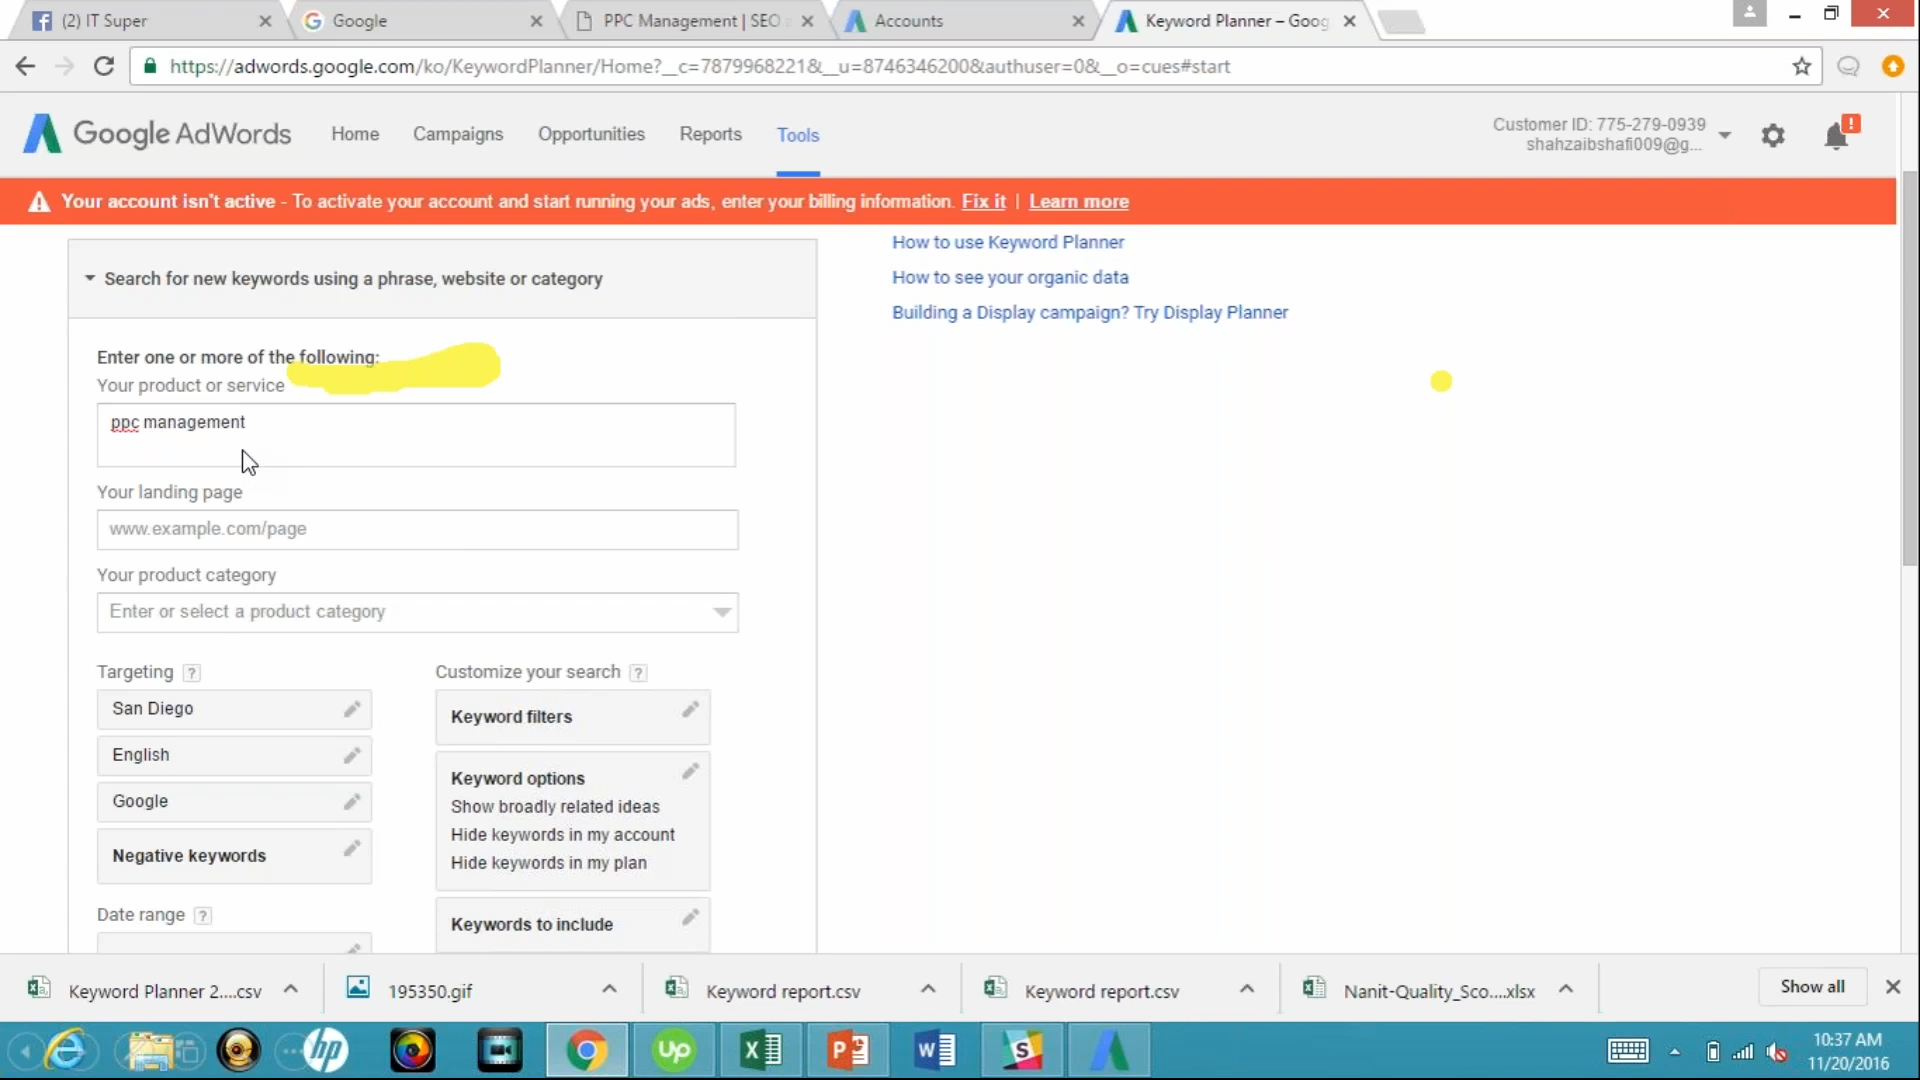 (2) IT Super
Google
PPC Management | SEO
Accounts
Keyword Planner – Goog
https://adwords.google.com/ko/KeywordPlanner/Home?__c=7879968221&__u=8746346200&authuser=0&__o=cues#start
Google AdWords
Home
Campaigns
Opportunities
Reports
Tools
Customer ID: 775-279-0939
shahzaibshafi009@g...
!
Your account isn't active - To activate your account and start running your ads, enter your billing information. Fix it | Learn more
How to use Keyword Planner
How to see your organic data
Building a Display campaign? Try Display Planner
Search for new keywords using a phrase, website or category
Enter one or more of the following:
Your product or service
ppc management
Your landing page
www.example.com/page
Your product category
Enter or select a product category
Targeting ?
San Diego
English
Google
Negative keywords
Date range ?
Customize your search ?
Keyword filters
Keyword options
Show broadly related ideas
Hide keywords in my account
Hide keywords in my plan
Keywords to include
Keyword Planner 2....csv
195350.gif
Keyword report.csv
Keyword report.csv
Nanit-Quality_Sco....xlsx
Show all
hp
Up
X
P
W
S
10:37 AM
11/20/2016